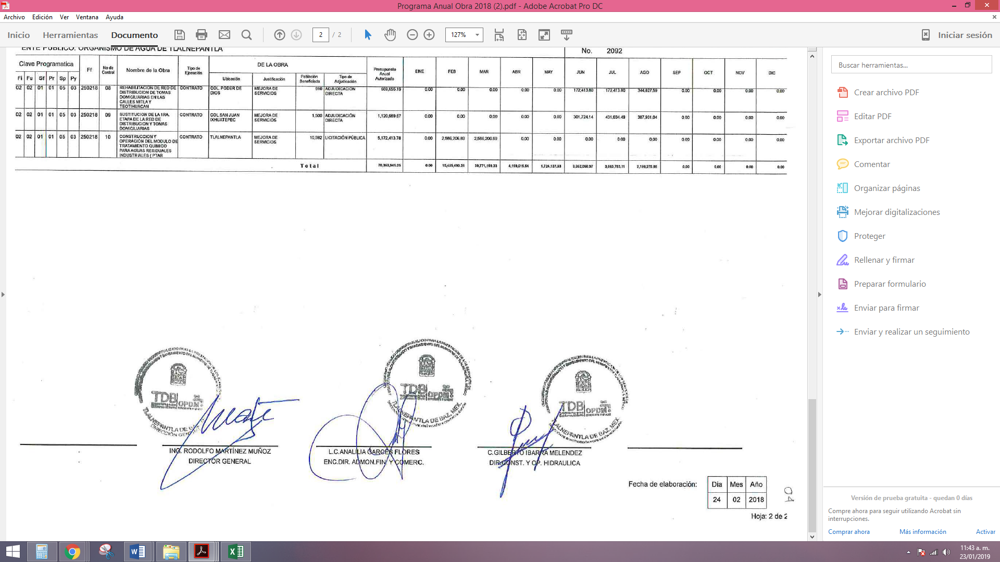 Programa Anual Obra 2018 (2).pdf - Adobe Acrobat Pro DC
Archivo Edición Ver Ventana Ayuda
Inicio Herramientas Documento 2 / 2 127% Iniciar sesión
ENTE PUBLICO: ORGANISMO DE AGUA DE TLALNEPANTLA No. 2092
Clave Programatica Ff No de Control Nombre de la Obra Tipo de Ejecución DE LA OBRA Presupuesto Anual Autorizado ENE FEB MAR ABR MAY JUN JUL AGO SEP OCT NOV DIC
Fi Fu Sf Pr Sp Py Ubicación Justificación Población Beneficiada Tipo de Adjudicación
02 02 01 01 05 03 250218 08 REHABILITACION DE RED DE DISTRIBUCION DE TOMAS DOMICILIARIAS EN LAS CALLES MITLA Y TEOTIHUACAN CONTRATO COL. PODER DE DIOS MEJORA DE SERVICIOS 910 ADJUDICACIÓN DIRECTA 689,655.19 0.00 0.00 0.00 0.00 0.00 172,413.80 172,413.80 344,827.59 0.00 0.00 0.00 0.00
02 02 01 01 05 03 250218 09 SUSTITUCION DE LA 1RA. ETAPA DE LA RED DE DISTRIBUCION Y TOMAS DOMICILIARIAS CONTRATO COL.SAN JUAN IXHUATEPEC MEJORA DE SERVICIOS 1,500 ADJUDICACIÓN DIRECTA 1,120,689.67 0.00 0.00 0.00 0.00 0.00 301,724.14 431,034.49 387,931.04 0.00 0.00 0.00 0.00
02 02 01 01 05 03 250218 10 CONSTRUCCION Y OPERACIÓN DEL MODULO DE TRATAMIENTO QUIMICO PARA AGUAS RESIDUALES INDUSTRIALES ( PTAR CONTRATO TLALNEPANTLA MEJORA DE SERVICIOS 10,592 LICITACIÓN PÚBLICA 5,172,413.78 0.00 2,586,206.89 2,586,206.89 0.00 0.00 0.00 0.00 0.00 0.00 0.00 0.00 0.00
Total 70,363,941.05 0.00 15,495,490.31 39,771,159.33 4,159,015.54 1,724,137.93 3,352,068.97 3,663,793.11 2,198,275.86 0.00 0.00 0.00 0.00
TDB OPDM
TLALNEPANTLA DE BAZ
DIRECCIÓN GENERAL
TDB OPDM
TLALNEPANTLA DE BAZ, MEX.
TDB OPDM
TLALNEPANTLA DE BAZ, MEX.
ING. RODOLFO MARTÍNEZ MUÑOZ
DIRECTOR GENERAL
L.C.ANALILIA GARCÉS FLORES
ENC.DIR. ADMON.FIN. Y COMERC.
C.GILBERTO IBARRA MELENDEZ
DIR.CONST. Y OP. HIDRAULICA
Fecha de elaboración: Dia Mes Año
24 02 2018
Hoja: 2 de 2
Buscar herramientas...
Crear archivo PDF
Editar PDF
Exportar archivo PDF
Comentar
Organizar páginas
Mejorar digitalizaciones
Proteger
Rellenar y firmar
Preparar formulario
Enviar para firmar
Enviar y realizar un seguimiento
Versión de prueba gratuita - quedan 0 días
Compre ahora para seguir utilizando Acrobat sin
interrupciones.
Comprar ahora Más información Activar
11:43 a. m.
23/01/2019